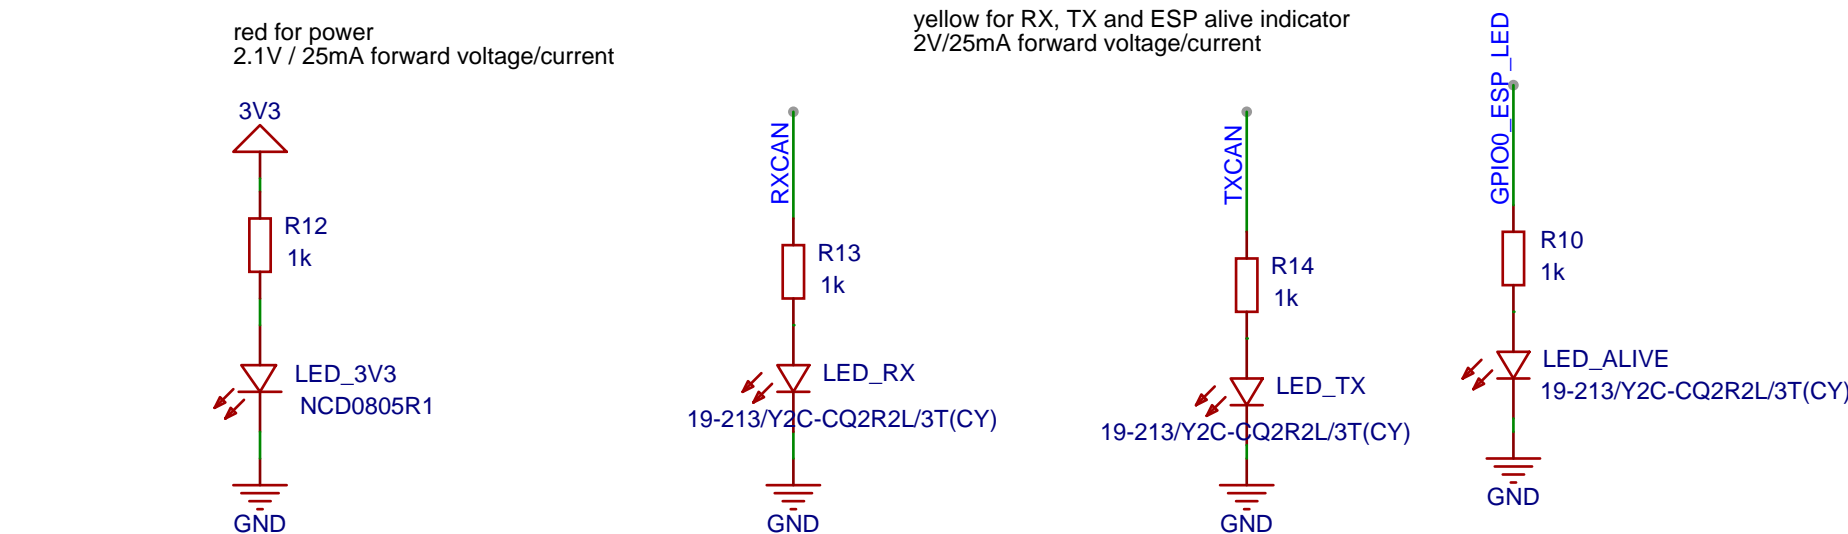 red for power
2.1V / 25mA forward voltage/current
yellow for RX, TX and ESP alive indicator
2V/25mA forward voltage/current
3V3
R12
1k
LED_3V3
NCD0805R1
GND
RXCAN
R13
1k
LED_RX
19-213/Y2C-CQ2R2L/3T(CY)
GND
TXCAN
R14
1k
LED_TX
19-213/Y2C-CQ2R2L/3T(CY)
GND
GPIO0_ESP_LED
R10
1k
LED_ALIVE
19-213/Y2C-CQ2R2L/3T(CY)
GND